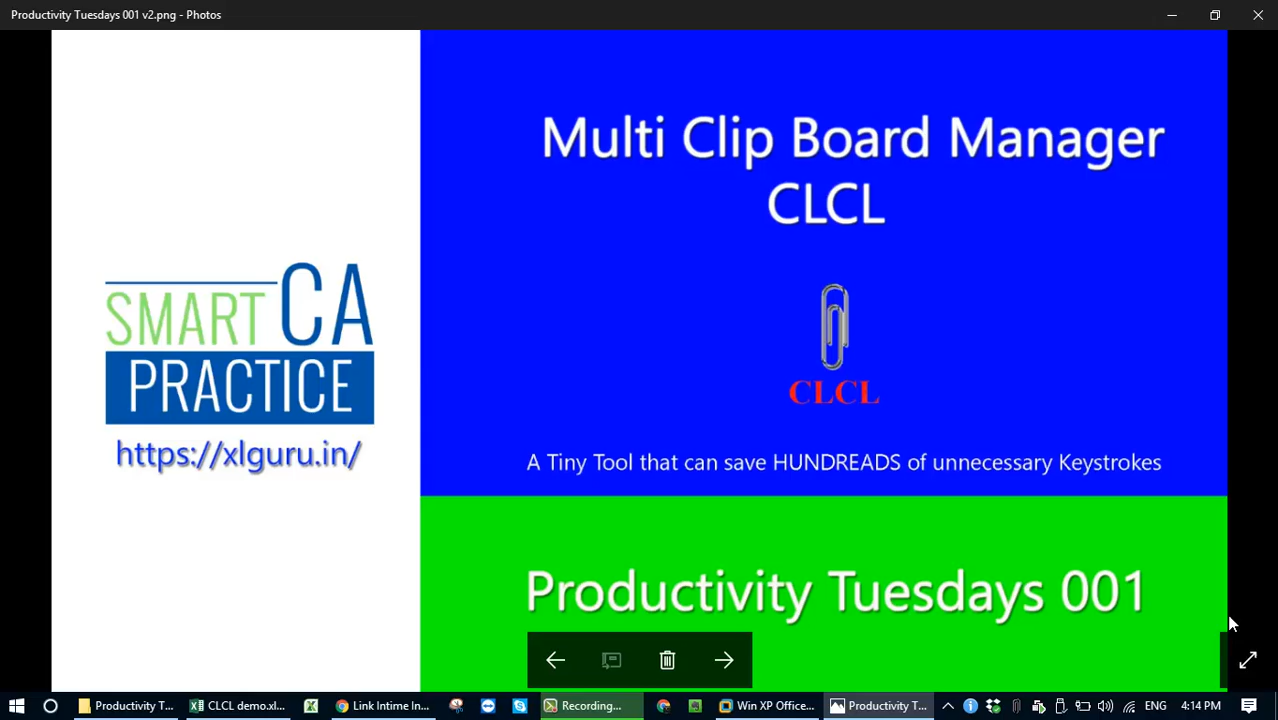 Productivity Tuesdays 001 v2.png - Photos
Multi Clip Board Manager
CLCL
CLCL
SMART CA
PRACTICE
https://xlguru.in/
A Tiny Tool that can save HUNDREADS of unnecessary Keystrokes
Productivity Tuesdays 001
Productivity T...
CLCL demo.xl...
Link Intime In...
Recording...
Win XP Office...
Productivity T...
ENG
4:14 PM